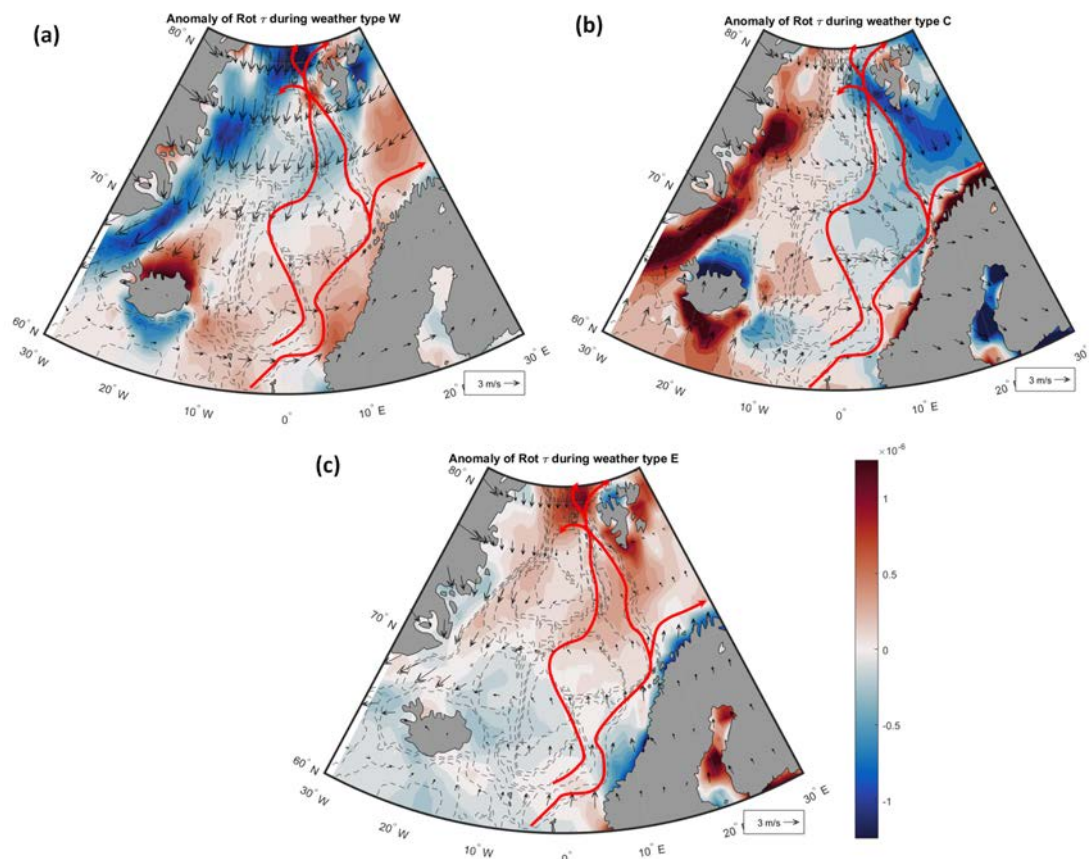 Anomaly of Rot τ during weather type W
(a)
80° N
70° N
60° N
30° W
20° W
10° W
0°
10° E
20°
30° E
3 m/s
Anomaly of Rot τ during weather type C
(b)
80° N
70° N
60° N
30° W
20° W
10° W
0°
10° E
20°
30° E
3 m/s
Anomaly of Rot τ during weather type E
(c)
80° N
70° N
60° N
30° W
20° W
10° W
0°
10° E
20°
30° E
3 m/s
×10⁻⁶
1
0.5
0
-0.5
-1